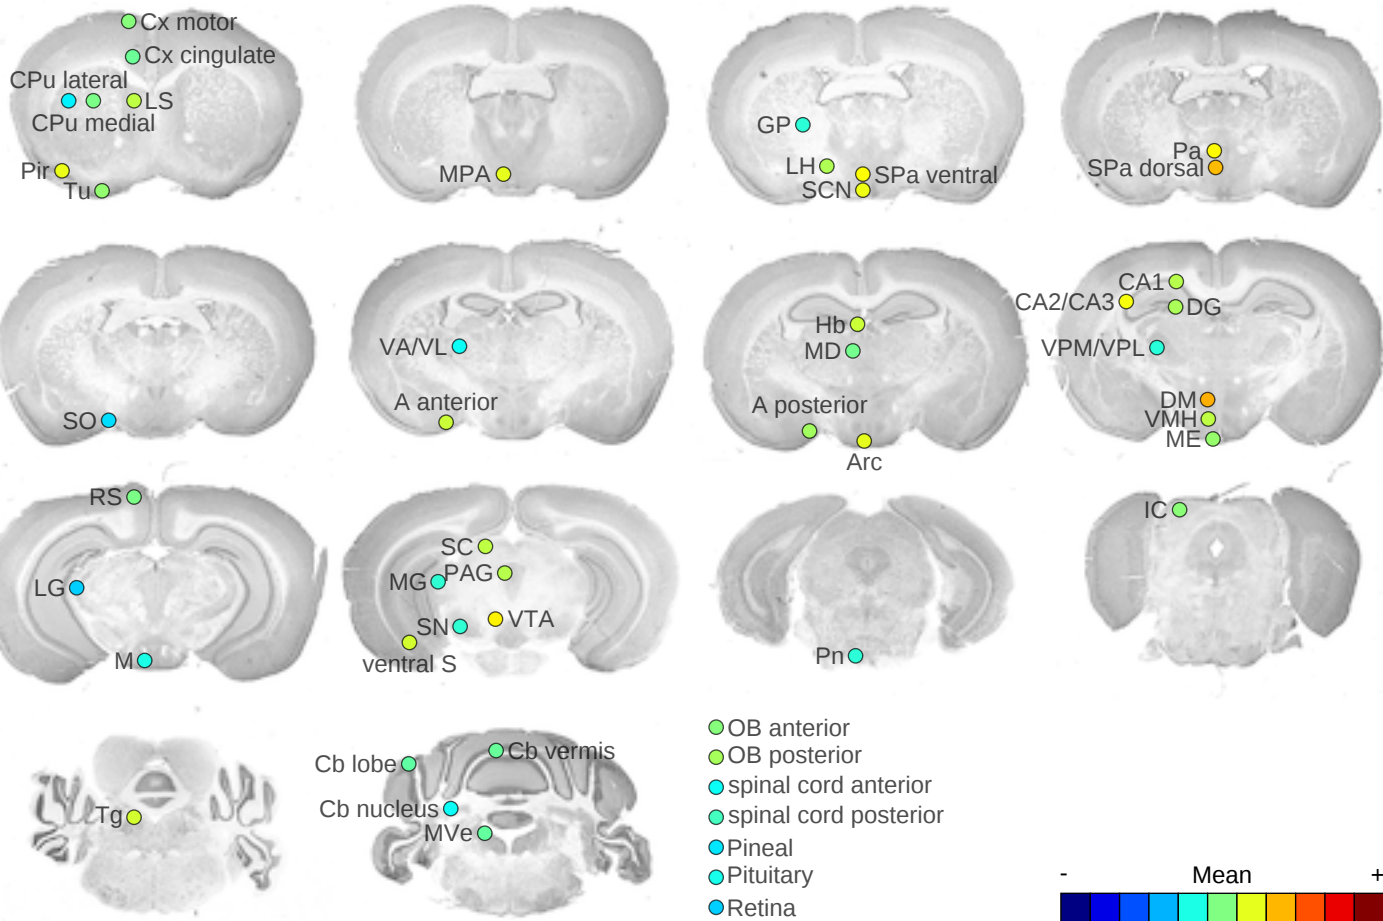 Cx motor
Cx cingulate
CPu lateral
LS
CPu medial
Pir
Tu
MPA
GP
LH
SPa ventral
SCN
Pa
SPa dorsal
SO
VA/VL
A anterior
Hb
MD
A posterior
Arc
CA1
CA2/CA3
DG
VPM/VPL
DM
VMH
ME
RS
LG
M
SC
MG
PAG
SN
VTA
ventral S
Pn
IC
Tg
Cb lobe
Cb vermis
Cb nucleus
MVe
OB anterior
OB posterior
spinal cord anterior
spinal cord posterior
Pineal
Pituitary
Retina
- Mean +